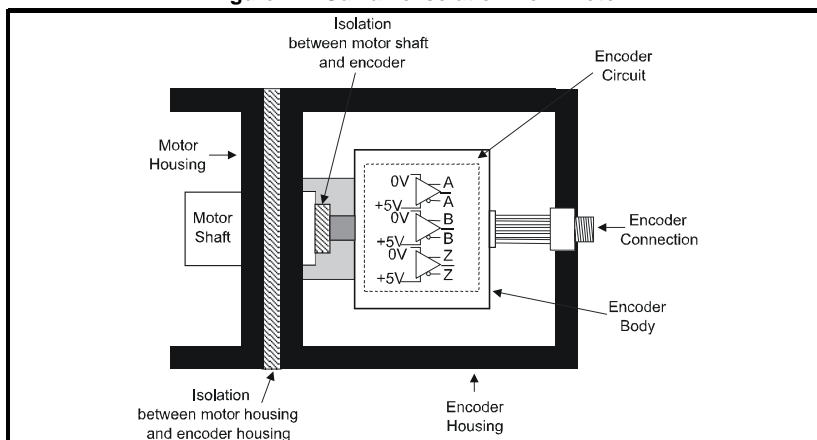 Isolation
between motor shaft
and encoder
Encoder
Circuit
Motor
Housing
Motor
Shaft
0V
A
A
+5V
0V
B
B
+5V
0V
Z
Z
+5V
Encoder
Connection
Encoder
Body
Isolation
between motor housing
and encoder housing
Encoder
Housing